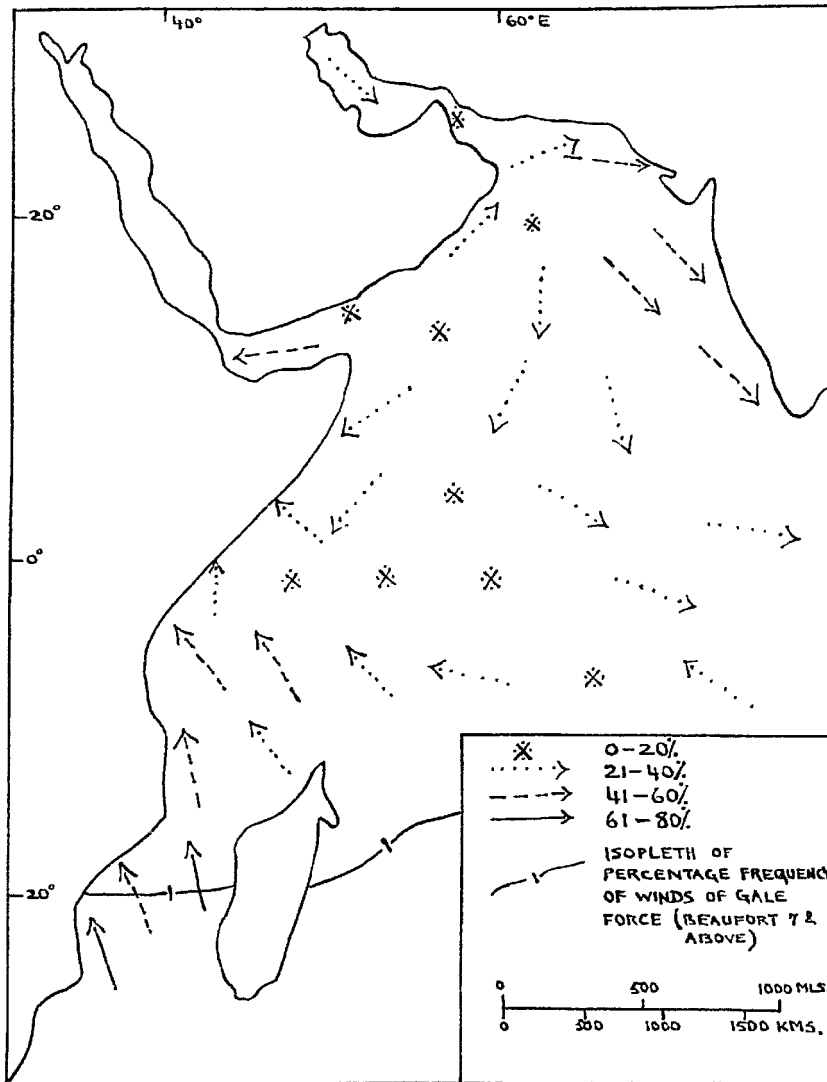 40°
60°E
20°
0°
20°
0-20%
21-40%
41-60%
61-80%
ISOPLETH OF
PERCENTAGE FREQUENC
OF WINDS OF GALE
FORCE (BEAUFORT 7 &
ABOVE)
0 500 1000 MLS.
0 500 1000 1500 KMS.